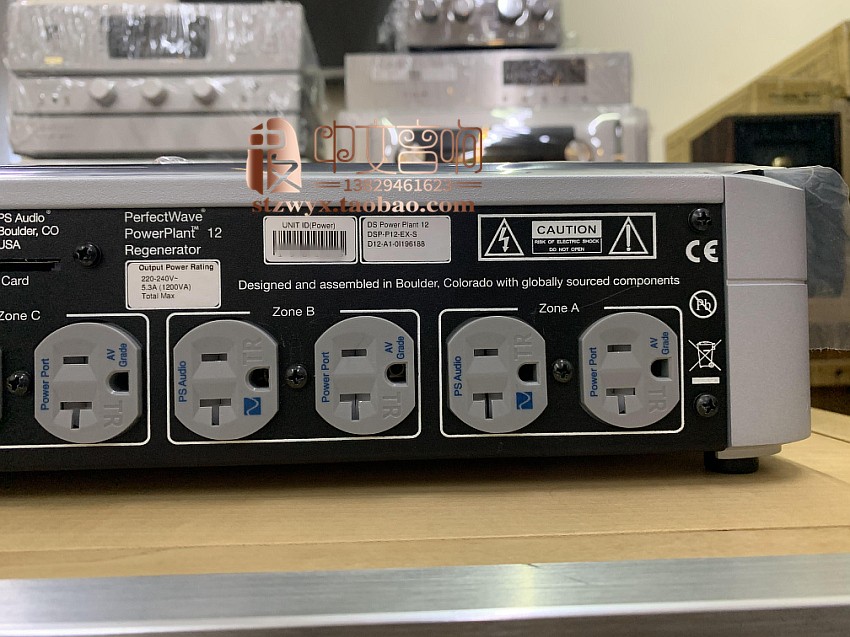 中文音响
13829461623
stzwyx.taobao.com
PS Audio®
Boulder, CO
USA
Card
PerfectWave®
PowerPlant™ 12
Regenerator
Output Power Rating
220-240V~
5.3A (1200VA)
Total Max
UNIT ID(Power)
DS Power Plant 12
DSP-P12-EX-S
D12-A1-0I196188
CAUTION
RISK OF ELECTRIC SHOCK
DO NOT OPEN
CE
Designed and assembled in Boulder, Colorado with globally sourced components
Pb
Zone C
Zone B
Zone A
Power Port
AV Grade
TR
PS Audio
TR
Power Port
AV Grade
TR
PS Audio
TR
Power Port
AV Grade
TR